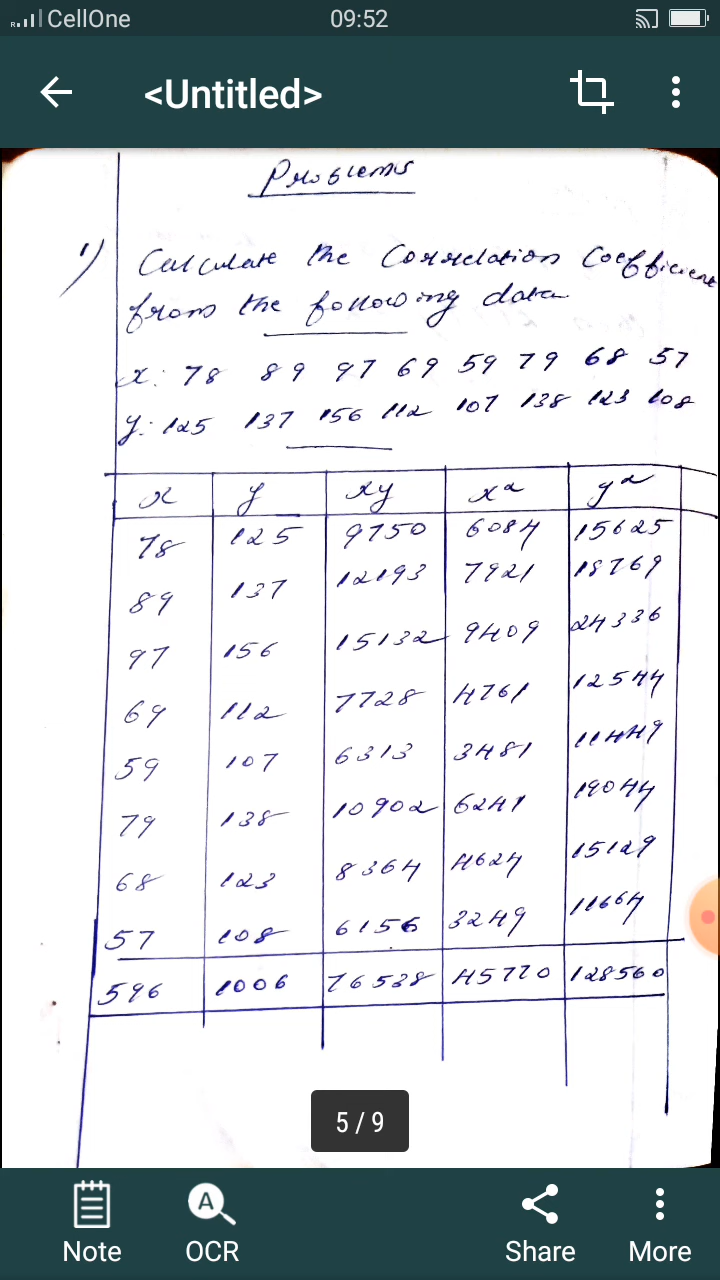 CellOne 09:52
<Untitled>
Problems
1) Calculate the Correlation Coefficient
from the following data
x: 78 89 97 69 59 79 68 57
y: 125 137 156 112 107 138 123 108
x y xy x² y²
78 125 9750 6084 15625
89 137 12193 7921 18769
97 156 15132 9409 24336
69 112 7728 4761 12544
59 107 6313 3481 11449
79 138 10902 6241 19044
68 123 8364 4624 15129
57 108 6156 3249 11664
596 1006 76538 45770 128560
5 / 9
Note OCR Share More